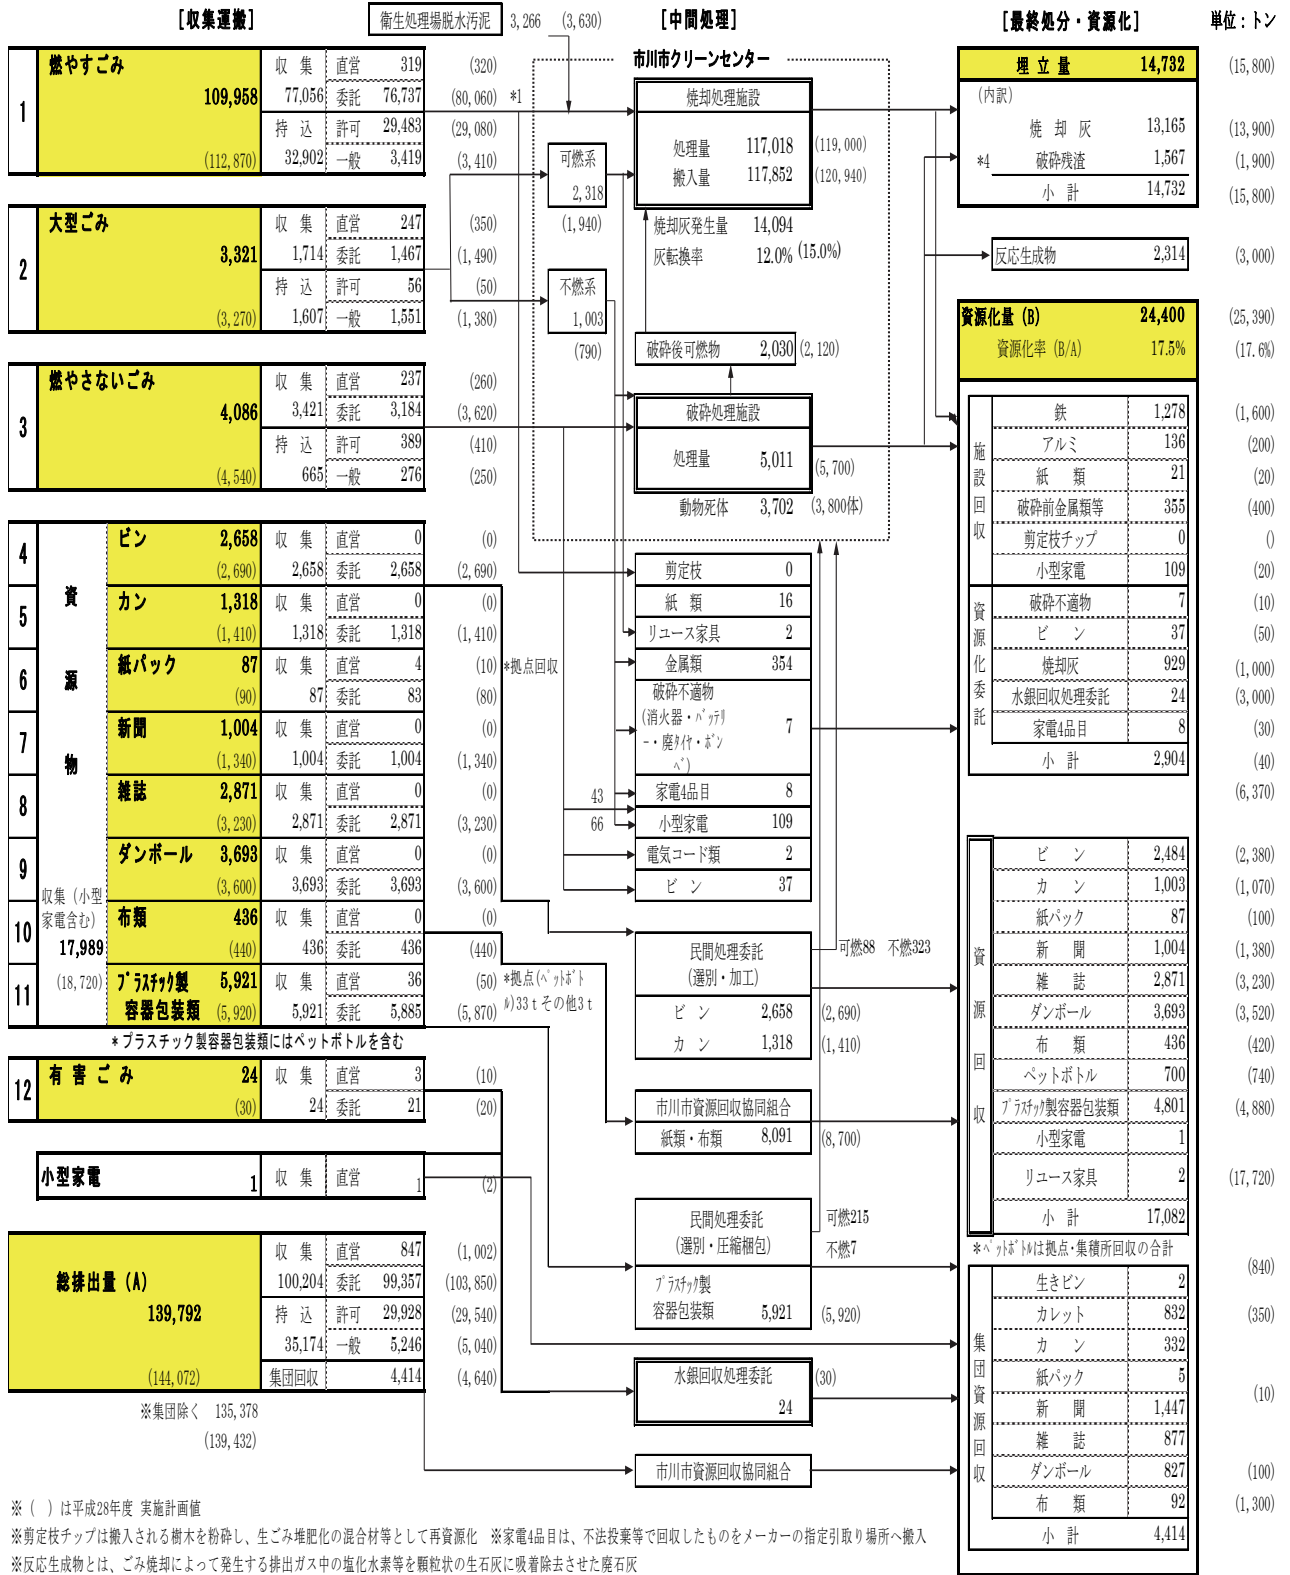 [収集運搬]
衛生処理場脱水汚泥 3,266 (3,630)
[中間処理]
[最終処分・資源化] 単位：トン
1 燃やすごみ 109,958 (112,870)
収集 77,056 直営 319 (320)
委託 76,737 (80,060) *1
持込 32,902 許可 29,483 (29,080)
一般 3,419 (3,410)
2 大型ごみ 3,321 (3,270)
収集 1,714 直営 247 (350)
委託 1,467 (1,490)
持込 1,607 許可 56 (50)
一般 1,551 (1,380)
3 燃やさないごみ 4,086 (4,540)
収集 3,421 直営 237 (260)
委託 3,184 (3,620)
持込 665 許可 389 (410)
一般 276 (250)
資源物
収集（小型
家電含む）
17,989
(18,720)
4 ビン 2,658 (2,690)
収集 2,658 直営 0 (0)
委託 2,658 (2,690)
5 カン 1,318 (1,410)
収集 1,318 直営 0 (0)
委託 1,318 (1,410)
6 紙パック 87 (90)
収集 87 直営 4 (10) *拠点回収
委託 83 (80)
7 新聞 1,004 (1,340)
収集 1,004 直営 0 (0)
委託 1,004 (1,340)
8 雑誌 2,871 (3,230)
収集 2,871 直営 0 (0)
委託 2,871 (3,230)
9 ダンボール 3,693 (3,600)
収集 3,693 直営 0 (0)
委託 3,693 (3,600)
10 布類 436 (440)
収集 436 直営 0 (0)
委託 436 (440)
11 ﾌﾟﾗｽﾁｯｸ製
容器包装類 5,921 (5,920)
収集 5,921 直営 36 (50) *拠点(ﾍﾟｯﾄﾎﾞﾄ
ﾙ)33ｔその他3ｔ
委託 5,885 (5,870)
*プラスチック製容器包装類にはペットボトルを含む
12 有害ごみ 24 (30)
収集 24 直営 3 (10)
委託 21 (20)
小型家電 1 収集 直営 1 (2)
総排出量（A）
139,792
(144,072)
収集 100,204 直営 847 (1,002)
委託 99,357 (103,850)
持込 35,174 許可 29,928 (29,540)
一般 5,246 (5,040)
集団回収 4,414 (4,640)
※集団除く 135,378
(139,432)
市川市クリーンセンター
焼却処理施設
処理量 117,018 (119,000)
搬入量 117,852 (120,940)
焼却灰発生量 14,094
灰転換率 12.0% (15.0%)
可燃系
2,318
(1,940)
不燃系
1,003
(790)
破砕後可燃物 2,030 (2,120)
破砕処理施設
処理量 5,011 (5,700)
動物死体 3,702 (3,800体)
剪定枝 0
紙類 16
リユース家具 2
金属類 354
破砕不適物
(消火器・ﾊﾞｯﾃﾘ
ｰ・廃ﾀｲﾔ・ﾎﾞﾝ
ﾍﾞ) 7
家電4品目 8
43
66
小型家電 109
電気コード類 2
ビン 37
民間処理委託
(選別・加工)
可燃88 不燃323
ビン 2,658 (2,690)
カン 1,318 (1,410)
市川市資源回収協同組合
紙類・布類 8,091 (8,700)
民間処理委託
(選別・圧縮梱包)
可燃215
不燃7
ﾌﾟﾗｽﾁｯｸ製
容器包装類 5,921 (5,920)
水銀回収処理委託 (30)
24
市川市資源回収協同組合
埋立量 14,732 (15,800)
(内訳)
焼却灰 13,165 (13,900)
*4 破砕残渣 1,567 (1,900)
小計 14,732 (15,800)
反応生成物 2,314 (3,000)
資源化量（B） 24,400 (25,390)
資源化率（B/A） 17.5% (17.6%)
施設回収
鉄 1,278 (1,600)
アルミ 136 (200)
紙類 21 (20)
破砕前金属類等 355 (400)
剪定枝チップ 0 ()
小型家電 109 (20)
資源化委託
破砕不適物 7 (10)
ビン 37 (50)
焼却灰 929 (1,000)
水銀回収処理委託 24 (3,000)
家電4品目 8 (30)
小計 2,904 (40)
(6,370)
資源回収
ビン 2,484 (2,380)
カン 1,003 (1,070)
紙パック 87 (100)
新聞 1,004 (1,380)
雑誌 2,871 (3,230)
ダンボール 3,693 (3,520)
布類 436 (420)
ペットボトル 700 (740)
ﾌﾟﾗｽﾁｯｸ製容器包装類 4,801 (4,880)
小型家電 1
リユース家具 2 (17,720)
小計 17,082
*ﾍﾟｯﾄﾎﾞﾄﾙは拠点・集積所回収の合計
(840)
集団資源回収
生きビン 2
カレット 832 (350)
カン 332
紙パック 5 (10)
新聞 1,447
雑誌 877
ダンボール 827 (100)
布類 92 (1,300)
小計 4,414
※（ ）は平成28年度 実施計画値
※剪定枝チップは搬入される樹木を粉砕し、生ごみ堆肥化の混合材等として再資源化 ※家電4品目は、不法投棄等で回収したものをメーカーの指定引取り場所へ搬入
※反応生成物とは、ごみ焼却によって発生する排出ガス中の塩化水素等を顆粒状の生石灰に吸着除去させた廃石灰